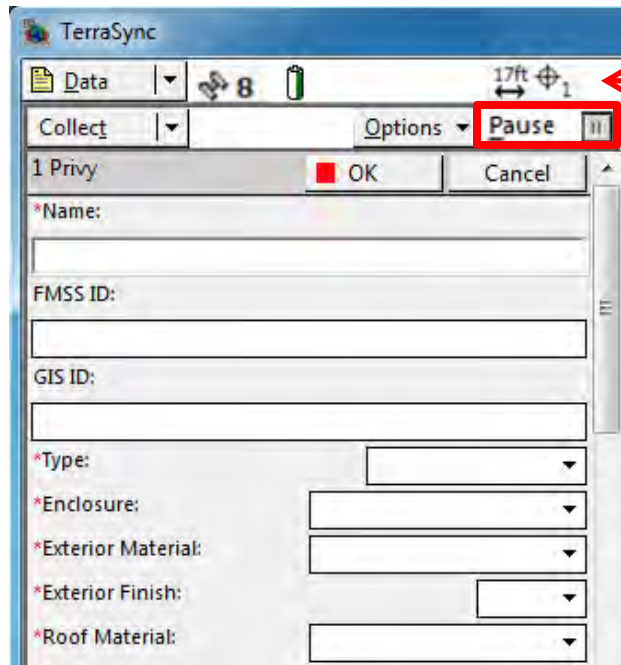 TerraSync
Data 8 17ft 1
Collect Options Pause
1 Privy OK Cancel
*Name:
FMSS ID:
GIS ID:
*Type:
*Enclosure:
*Exterior Material:
*Exterior Finish:
*Roof Material: